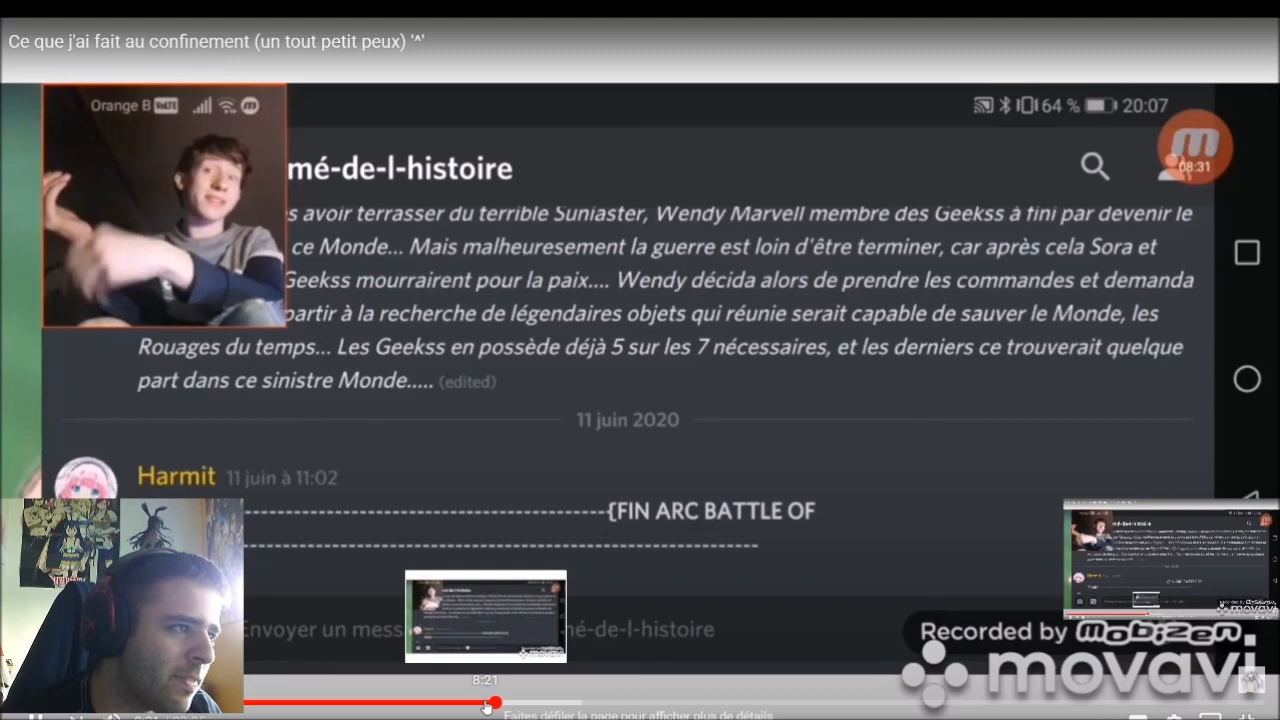 Ce que j'ai fait au confinement (un tout petit peux) '^'
Orange B VoLTE
64 % 20:07
08:31
mé-de-l-histoire
s avoir terrasser du terrible Suniaster, Wendy Marvell membre des Geekss à fini par devenir le
ce Monde... Mais malheuresement la guerre est loin d'être terminer, car après cela Sora et
Geekss mourrairent pour la paix.... Wendy décida alors de prendre les commandes et demanda
partir à la recherche de légendaires objets qui réunie serait capable de sauver le Monde, les
Rouages du temps... Les Geekss en possède déjà 5 sur les 7 nécessaires, et les derniers ce trouverait quelque
part dans ce sinistre Monde..... (edited)
11 juin 2020
Harmit 11 juin à 11:02
--------------------------------------{FIN ARC BATTLE OF
------------------------------------------------------
Envoyer un mess
mé-de-l-histoire
Recorded by mobizen.
movavi
8:21
Faites défiler la page pour afficher plus de détails